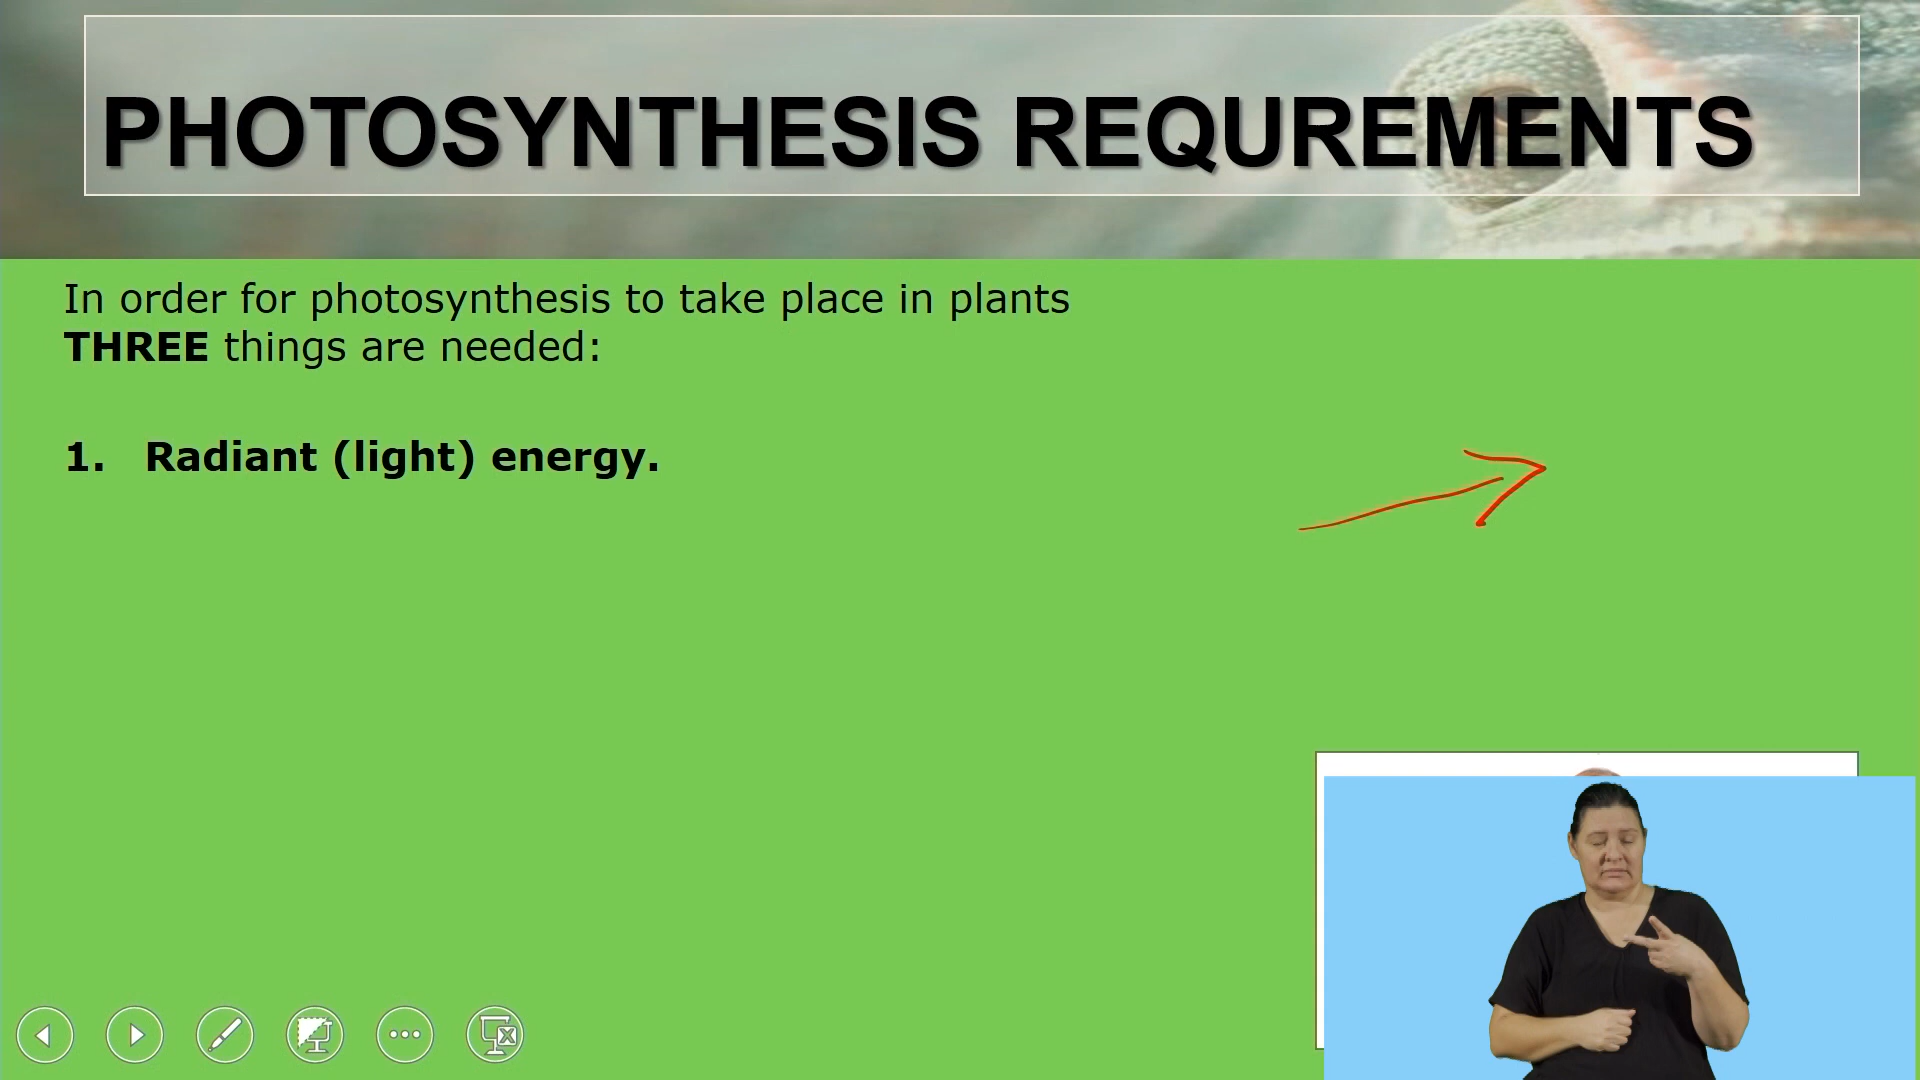 PHOTOSYNTHESIS REQUREMENTS
In order for photosynthesis to take place in plants
THREE things are needed:
1. Radiant (light) energy.